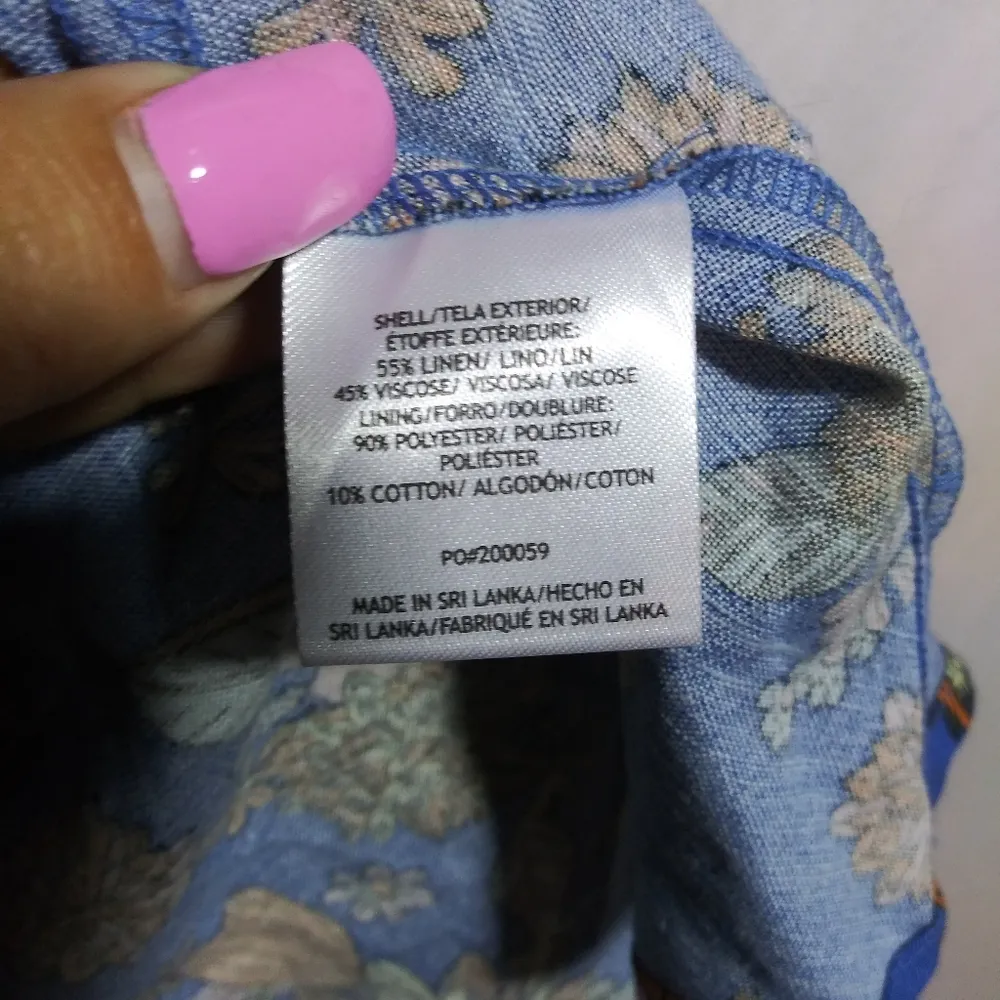 SHELL/TELA EXTERIOR/
ÉTOFFE EXTÉRIEURE:
55% LINEN/ LINO/LIN
45% VISCOSE/ VISCOSA/ VISCOSE
LINING/FORRO/DOUBLURE:
90% POLYESTER/ POLIÉSTER/
POLIÉSTER
10% COTTON/ ALGODÓN/COTON
PO#200059
MADE IN SRI LANKA/HECHO EN
SRI LANKA/FABRIQUÉ EN SRI LANKA